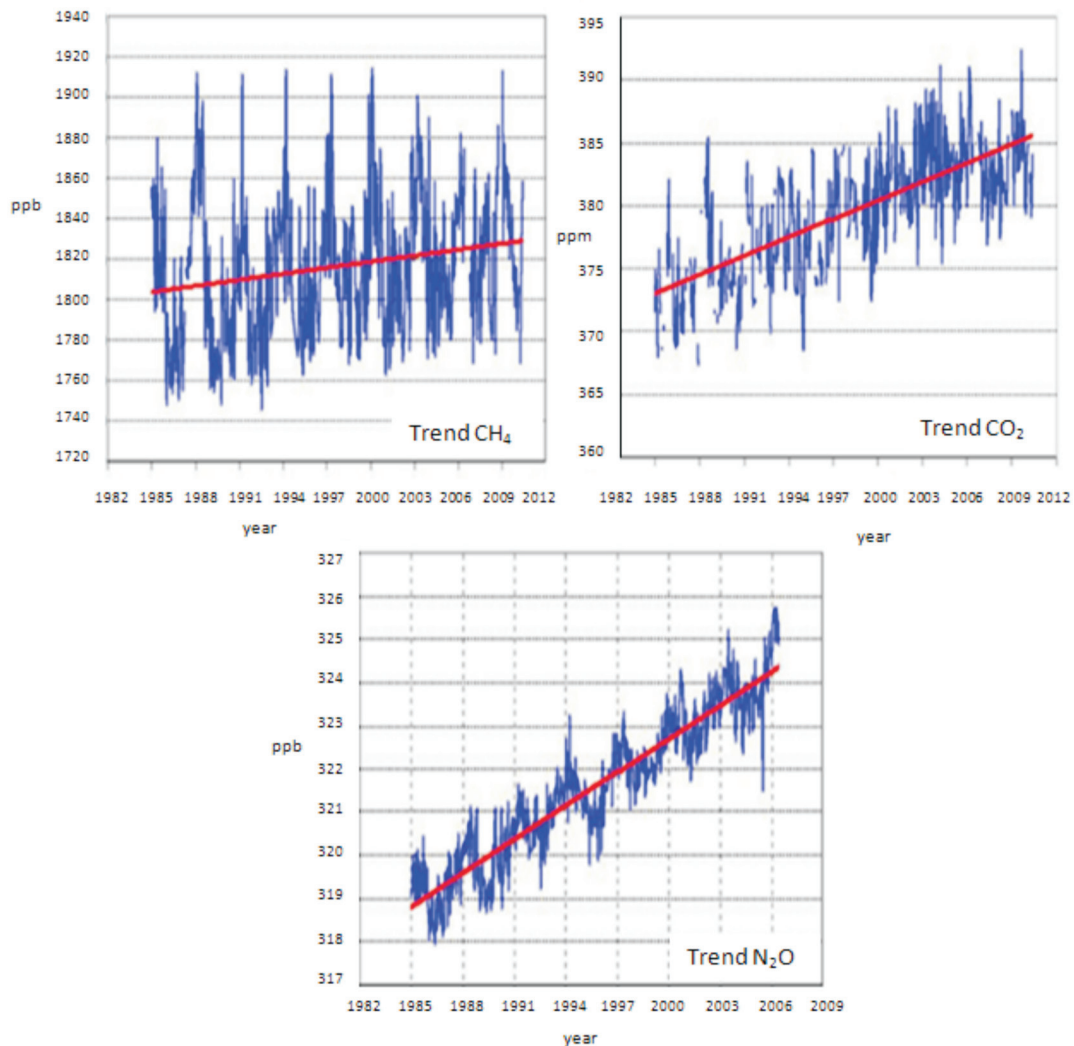 1940
1920
1900
1880
1860
1840
1820
1800
1780
1760
1740
1720
ppb
Trend CH₄
1982 1985 1988 1991 1994 1997 2000 2003 2006 2009 2012
year
395
390
385
380
375
370
365
360
ppm
Trend CO₂
1982 1985 1988 1991 1994 1997 2000 2003 2006 2009 2012
year
327
326
325
324
323
322
321
320
319
318
317
ppb
Trend N₂O
1982 1985 1988 1991 1994 1997 2000 2003 2006 2009
year